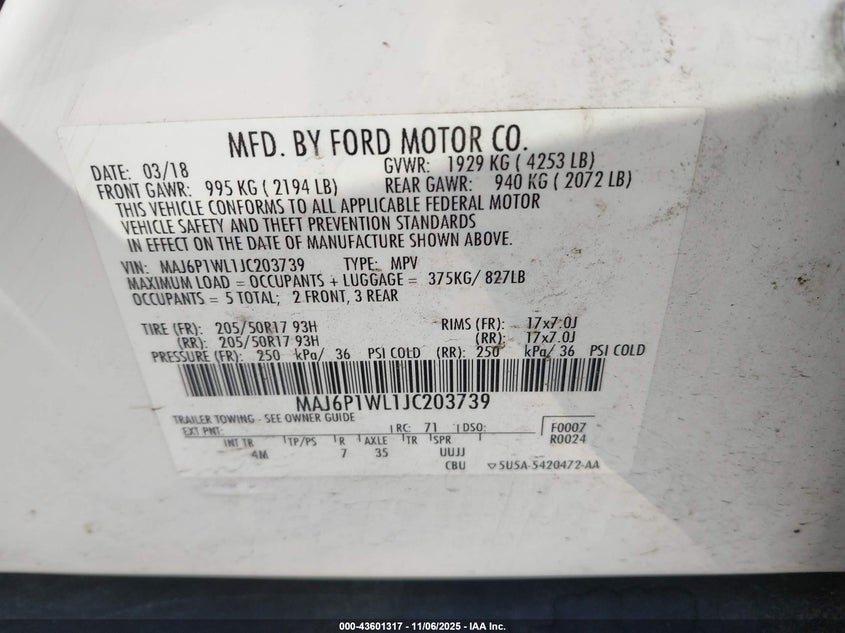 MFD. BY FORD MOTOR CO.
DATE: 03/18 GVWR: 1929 KG ( 4253 LB)
FRONT GAWR: 995 KG ( 2194 LB) REAR GAWR: 940 KG ( 2072 LB)
THIS VEHICLE CONFORMS TO ALL APPLICABLE FEDERAL MOTOR
VEHICLE SAFETY AND THEFT PREVENTION STANDARDS
IN EFFECT ON THE DATE OF MANUFACTURE SHOWN ABOVE.
VIN: MAJ6P1WL1JC203739 TYPE: MPV
MAXIMUM LOAD = OCCUPANTS + LUGGAGE = 375KG/ 827LB
OCCUPANTS = 5 TOTAL; 2 FRONT, 3 REAR
TIRE (FR): 205/50R17 93H RIMS (FR): 17x7.0J
(RR): 205/50R17 93H (RR): 17x7.0J
PRESSURE (FR): 250 kPa/ 36 PSI COLD (RR): 250 kPa/ 36 PSI COLD
MAJ6P1WL1JC203739
TRAILER TOWING - SEE OWNER GUIDE
EXT PNT: RC: 71 DSO: F0007
INT TR TP/PS R AXLE TR SPR R0024
4M 7 35 UUJJ
CBU 5U5A-5420472-AA
000-43601317 - 11/06/2025 - IAA Inc.